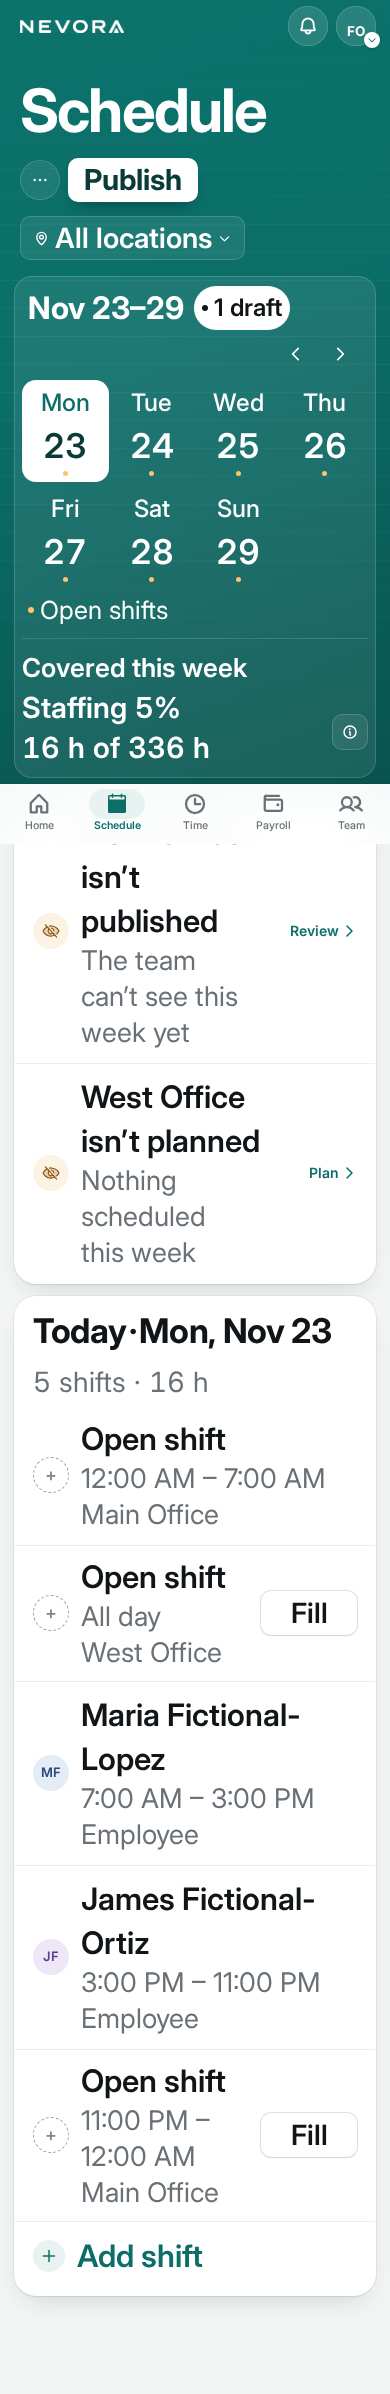 NEVORA
FO
Schedule
Publish
All locations
Nov 23–29 • 1 draft
Mon Tue Wed Thu
23 24 25 26
Fri Sat Sun
27 28 29
Open shifts
Covered this week
Staffing 5%
16 h of 336 h
Home Schedule Time Payroll Team
isn’t
published
Review
The team
can’t see this
week yet
West Office
isn’t planned
Plan
Nothing
scheduled
this week
Today·Mon, Nov 23
5 shifts · 16 h
Open shift
12:00 AM – 7:00 AM
Main Office
Open shift
All day
Fill
West Office
Maria Fictional-
Lopez
MF
7:00 AM – 3:00 PM
Employee
James Fictional-
Ortiz
JF
3:00 PM – 11:00 PM
Employee
Open shift
11:00 PM –
Fill
12:00 AM
Main Office
+ Add shift